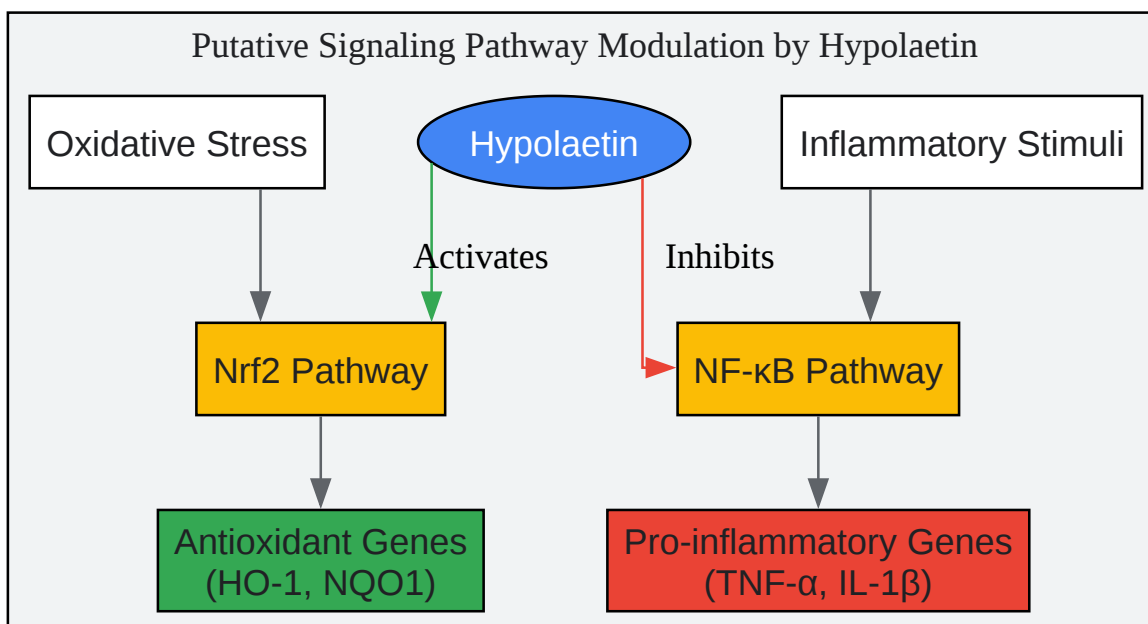 Putative Signaling Pathway Modulation by Hypolaetin
Oxidative Stress
Hypolaetin
Inflammatory Stimuli
Activates
Inhibits
Nrf2 Pathway
NF-κB Pathway
Antioxidant Genes
(HO-1, NQO1)
Pro-inflammatory Genes
(TNF-α, IL-1β)